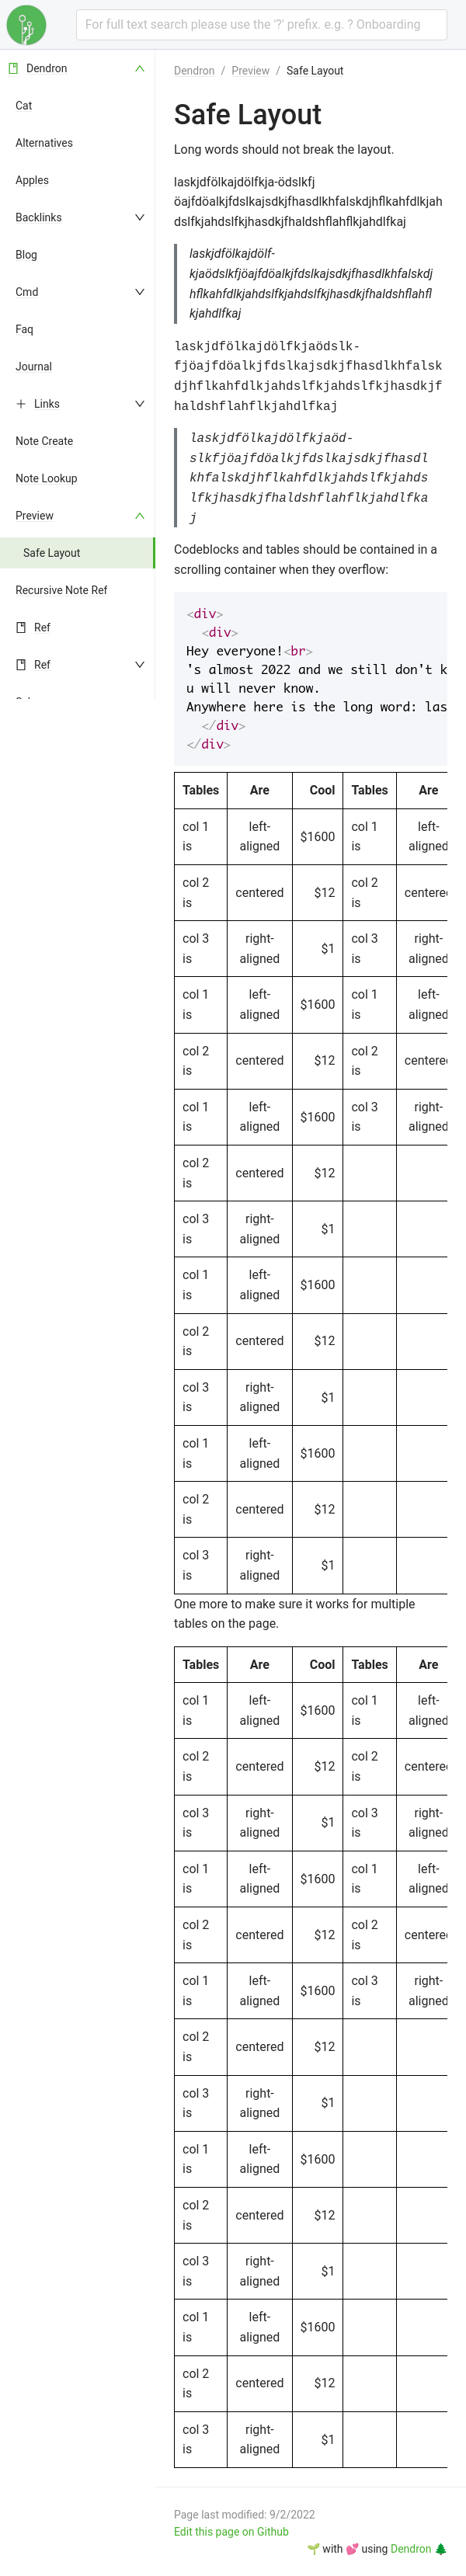 For full text search please use the '?' prefix. e.g. ? Onboarding
Dendron
Cat
Alternatives
Apples
Backlinks
Blog
Cmd
Faq
Journal
Links
Note Create
Note Lookup
Preview
Safe Layout
Recursive Note Ref
Ref
Ref
Dendron / Preview / Safe Layout
Safe Layout
Long words should not break the layout.
laskjdfölkajdölfkja-ödslkfj
öajfdöalkjfdslkajsdkjfhasdlkhfalskdjhflkahfdlkjah
dslfkjahdslfkjhasdkjfhaldshflahflkjahdlfkaj
laskjdfölkajdölf-
kjaödslkfjöajfdöalkjfdslkajsdkjfhasdlkhfalskdj
hflkahfdlkjahdslfkjahdslfkjhasdkjfhaldshflahfl
kjahdlfkaj
laskjdfölkajdölfkjaödslk-
fjöajfdöalkjfdslkajsdkjfhasdlkhfalsk
djhflkahfdlkjahdslfkjahdslfkjhasdkjf
haldshflahflkjahdlfkaj
laskjdfölkajdölfkjaöd-
slkfjöajfdöalkjfdslkajsdkjfhasdl
khfalskdjhflkahfdlkjahdslfkjahds
lfkjhasdkjfhaldshflahflkjahdlfka
j
Codeblocks and tables should be contained in a
scrolling container when they overflow:
<div>
<div>
Hey everyone!<br>
's almost 2022 and we still don't k
u will never know.
Anywhere here is the long word: las
</div>
</div>
Tables Are Cool Tables Are
col 1 is left-aligned $1600 col 1 is left-aligned
col 2 is centered $12 col 2 is centered
col 3 is right-aligned $1 col 3 is right-aligned
col 1 is left-aligned $1600 col 1 is left-aligned
col 2 is centered $12 col 2 is centered
col 1 is left-aligned $1600 col 3 is right-aligned
col 2 is centered $12
col 3 is right-aligned $1
col 1 is left-aligned $1600
col 2 is centered $12
col 3 is right-aligned $1
col 1 is left-aligned $1600
col 2 is centered $12
col 3 is right-aligned $1
One more to make sure it works for multiple
tables on the page.
Tables Are Cool Tables Are
col 1 is left-aligned $1600 col 1 is left-aligned
col 2 is centered $12 col 2 is centered
col 3 is right-aligned $1 col 3 is right-aligned
col 1 is left-aligned $1600 col 1 is left-aligned
col 2 is centered $12 col 2 is centered
col 1 is left-aligned $1600 col 3 is right-aligned
col 2 is centered $12
col 3 is right-aligned $1
col 1 is left-aligned $1600
col 2 is centered $12
col 3 is right-aligned $1
col 1 is left-aligned $1600
col 2 is centered $12
col 3 is right-aligned $1
Page last modified: 9/2/2022
Edit this page on Github
🌱 with 💕 using Dendron 🌲